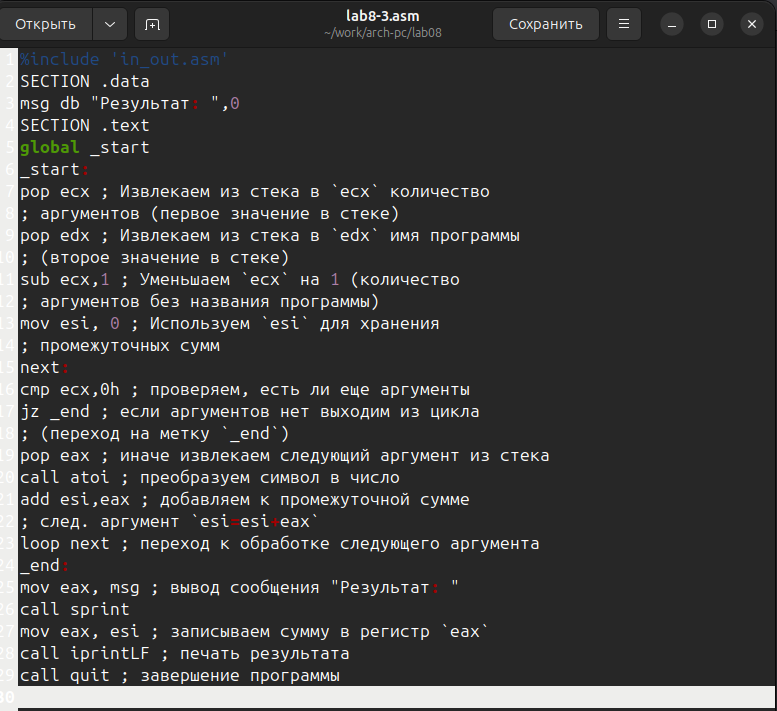 Открыть
lab8-3.asm
~/work/arch-pc/lab08
Сохранить
1 %include 'in_out.asm'
2 SECTION .data
3 msg db "Результат: ",0
4 SECTION .text
5 global _start
6 _start:
7 pop ecx ; Извлекаем из стека в `ecx` количество
8 ; аргументов (первое значение в стеке)
9 pop edx ; Извлекаем из стека в `edx` имя программы
10 ; (второе значение в стеке)
11 sub ecx,1 ; Уменьшаем `ecx` на 1 (количество
12 ; аргументов без названия программы)
13 mov esi, 0 ; Используем `esi` для хранения
14 ; промежуточных сумм
15 next:
16 cmp ecx,0h ; проверяем, есть ли еще аргументы
17 jz _end ; если аргументов нет выходим из цикла
18 ; (переход на метку `_end`)
19 pop eax ; иначе извлекаем следующий аргумент из стека
20 call atoi ; преобразуем символ в число
21 add esi,eax ; добавляем к промежуточной сумме
22 ; след. аргумент `esi=esi+eax`
23 loop next ; переход к обработке следующего аргумента
24 _end:
25 mov eax, msg ; вывод сообщения "Результат: "
26 call sprint
27 mov eax, esi ; записываем сумму в регистр `eax`
28 call iprintLF ; печать результата
29 call quit ; завершение программы
30